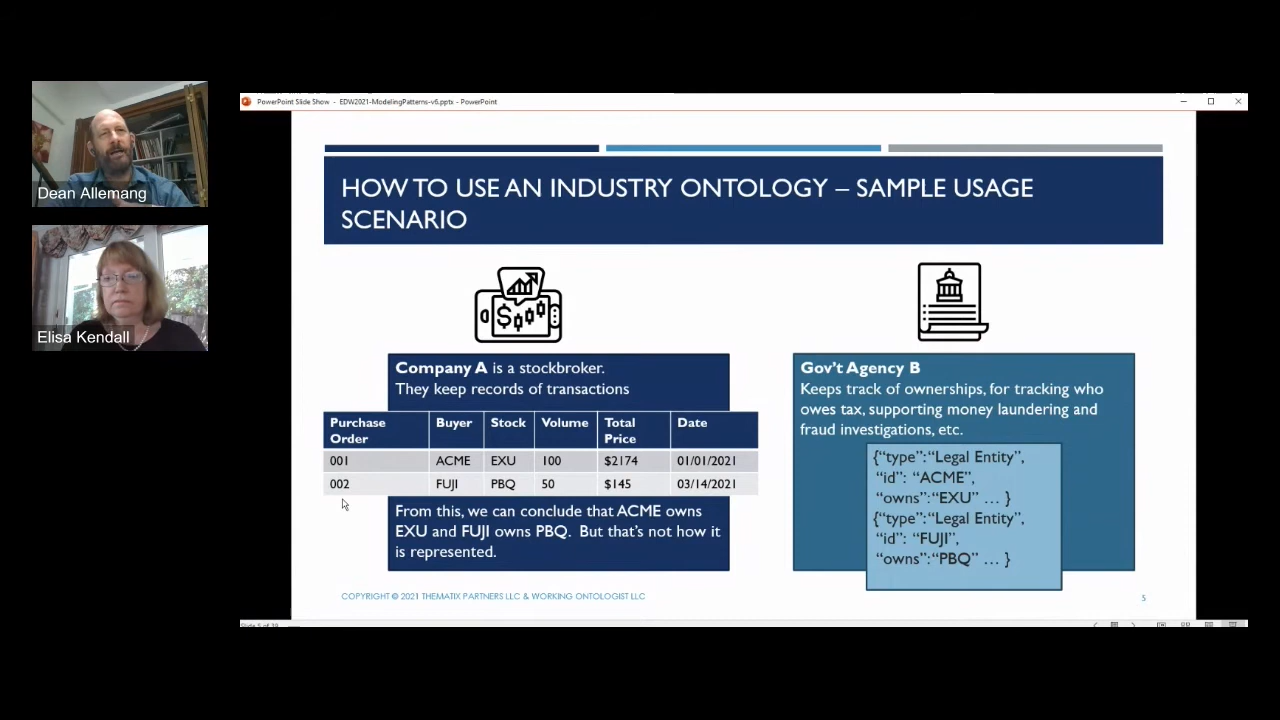 PowerPoint Slide Show - EDW2021-ModelingPatterns-v6.pptx - PowerPoint
Dean Allemang
Elisa Kendall
HOW TO USE AN INDUSTRY ONTOLOGY – SAMPLE USAGE
SCENARIO
Company A is a stockbroker.
They keep records of transactions
Purchase Order Buyer Stock Volume Total Price Date
001 ACME EXU 100 $2174 01/01/2021
002 FUJI PBQ 50 $145 03/14/2021
From this, we can conclude that ACME owns
EXU and FUJI owns PBQ. But that's not how it
is represented.
Gov't Agency B
Keeps track of ownerships, for tracking who
owes tax, supporting money laundering and
fraud investigations, etc.
{“type”:“Legal Entity”,
“id”: “ACME”,
“owns”:“EXU” … }
{“type”:“Legal Entity”,
“id”: “FUJI”,
“owns”:“PBQ” … }
COPYRIGHT © 2021 THEMATIX PARTNERS LLC & WORKING ONTOLOGIST LLC
5